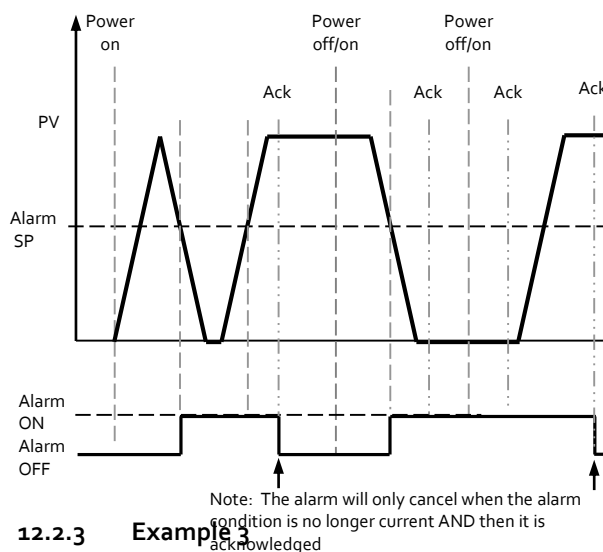 Power on
Power off/on
Power off/on
Ack
Ack
Ack
Ack
PV
Alarm SP
Alarm ON
Alarm OFF
Note: The alarm will only cancel when the alarm
condition is no longer current AND then it is
acknowledged
12.2.3 Example 3